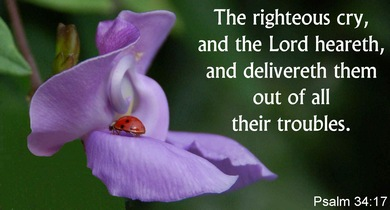 The righteous cry,
and the Lord heareth,
and delivereth them
out of all
their troubles.
Psalm 34:17